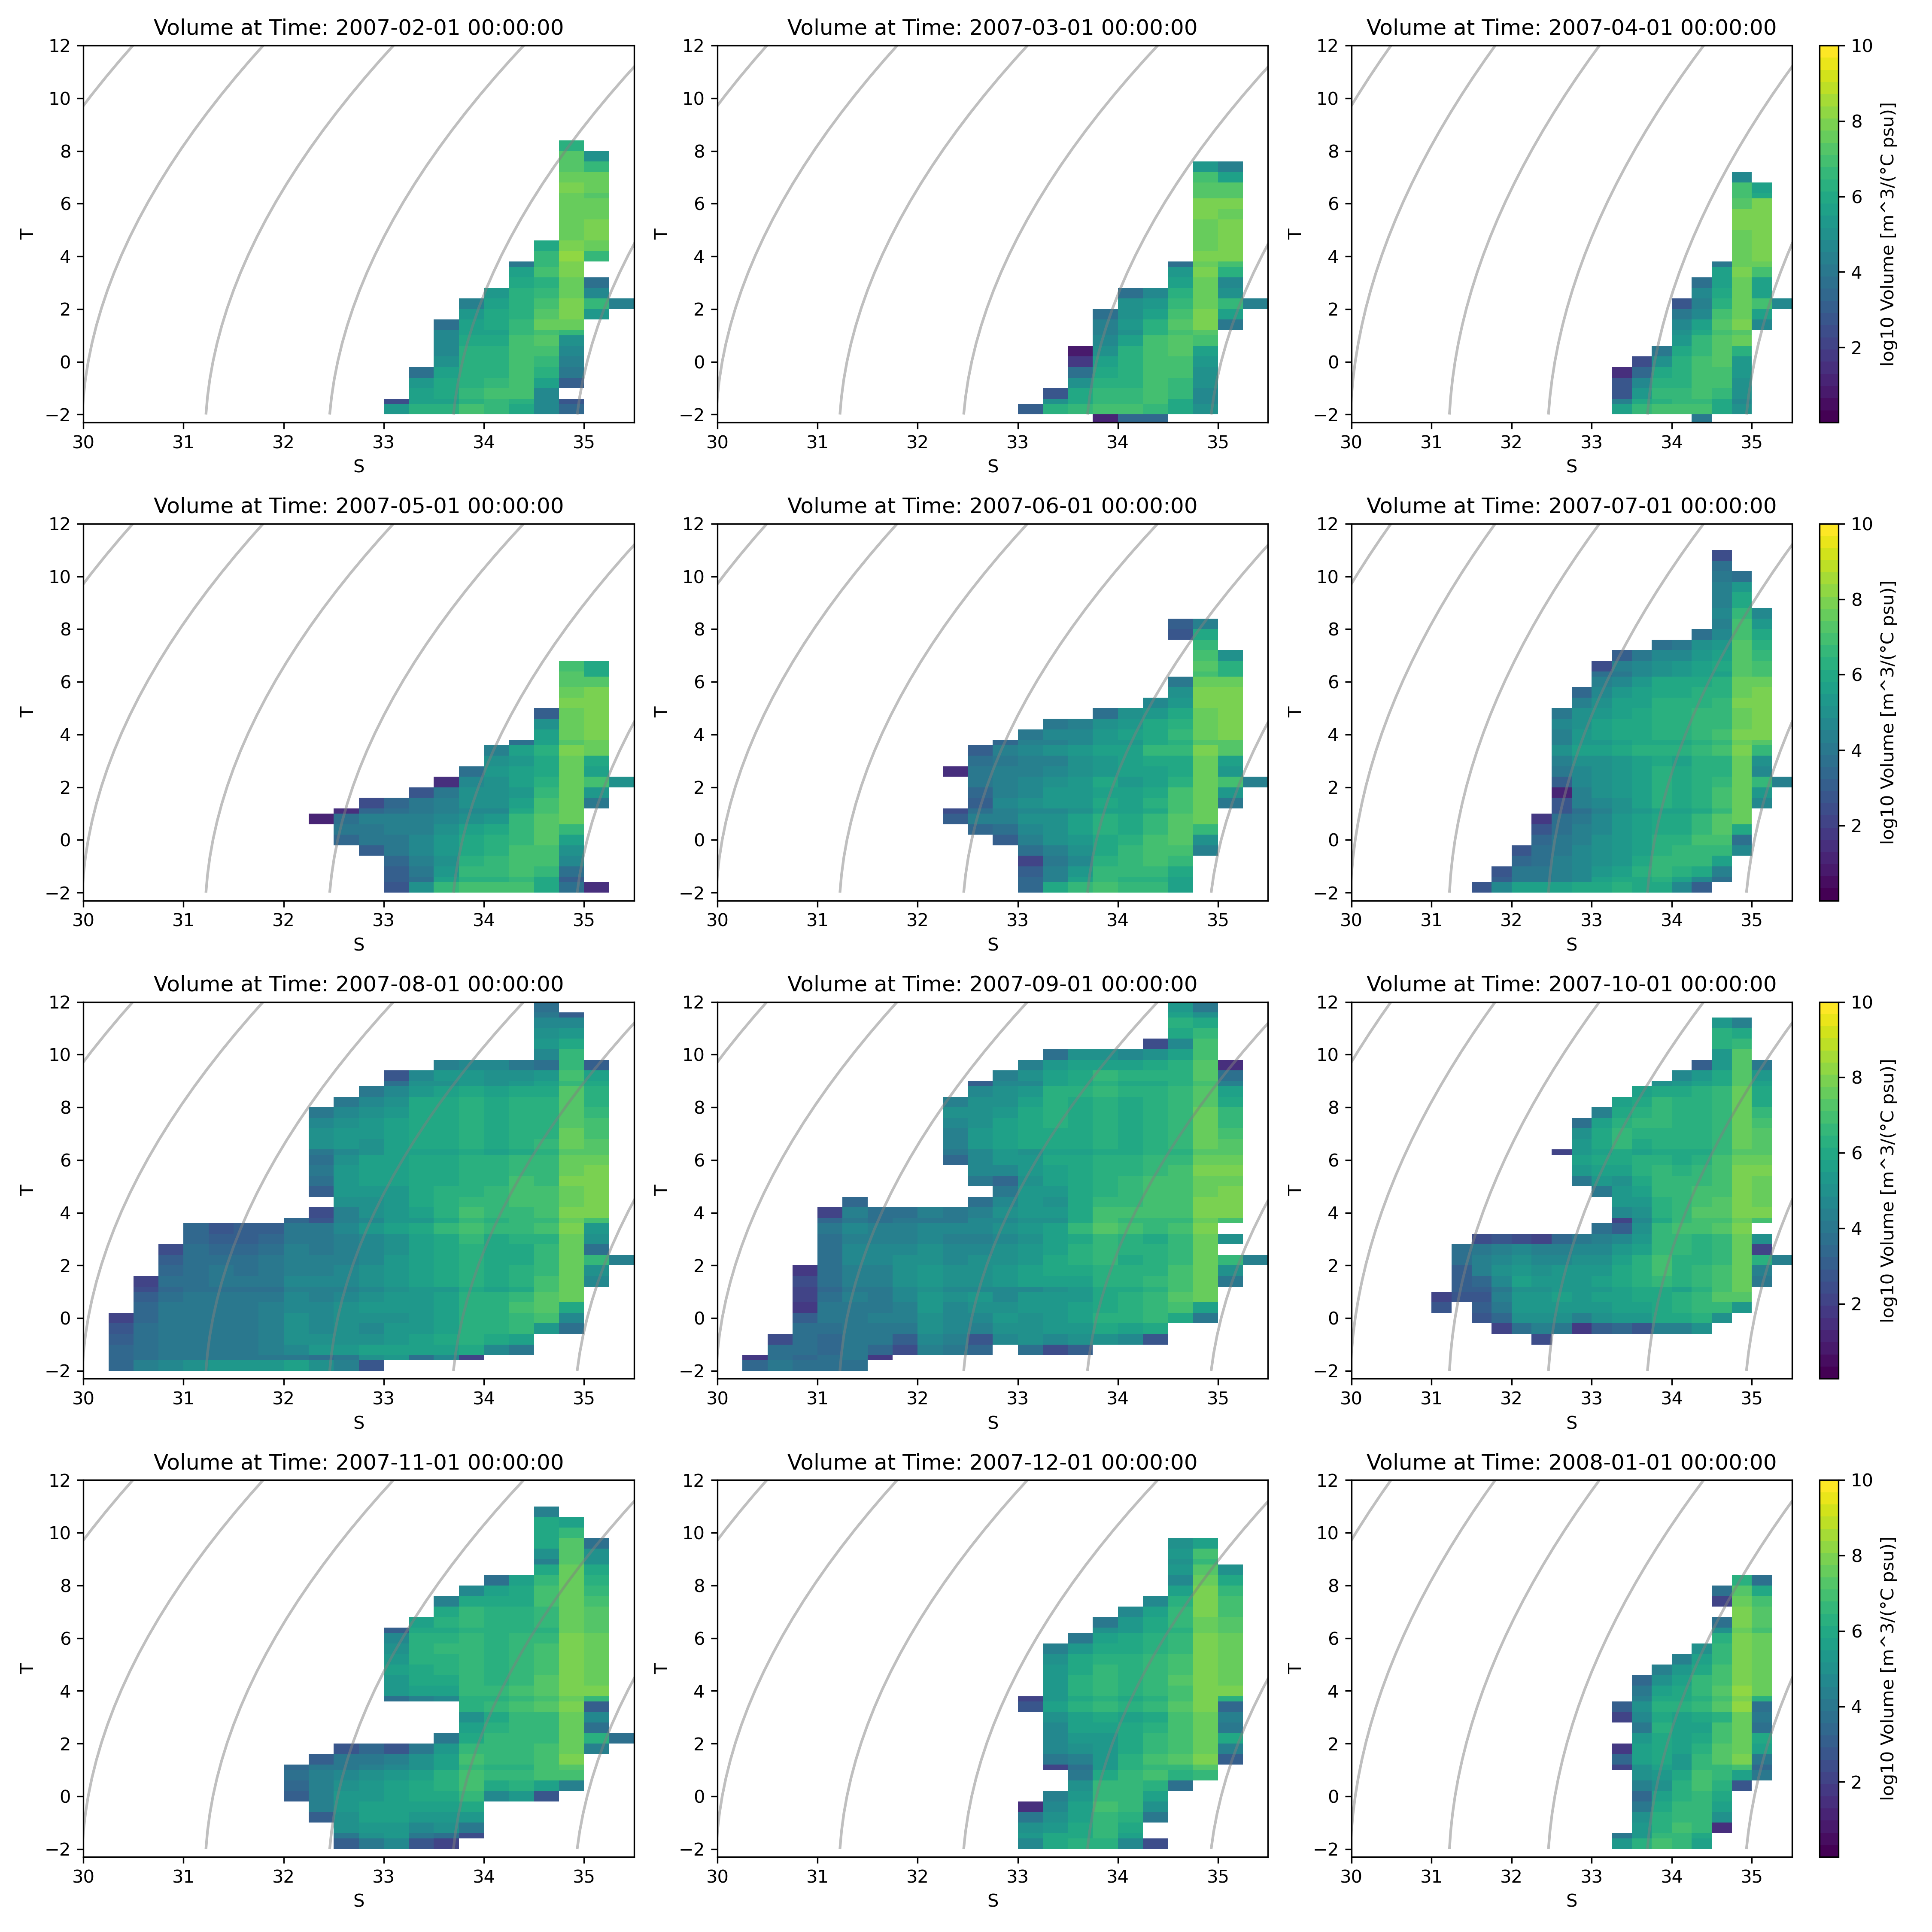 Volume at Time: 2007-02-01 00:00:00
Volume at Time: 2007-03-01 00:00:00
Volume at Time: 2007-04-01 00:00:00
12
10
8
6
4
2
0
−2
T
30 31 32 33 34 35
S
12
10
8
6
4
2
0
−2
T
30 31 32 33 34 35
S
12
10
8
6
4
2
0
−2
T
30 31 32 33 34 35
S
10
8
6
4
2
log10 Volume [m^3/(°C psu)]
Volume at Time: 2007-05-01 00:00:00
Volume at Time: 2007-06-01 00:00:00
Volume at Time: 2007-07-01 00:00:00
12
10
8
6
4
2
0
−2
T
30 31 32 33 34 35
S
12
10
8
6
4
2
0
−2
T
30 31 32 33 34 35
S
12
10
8
6
4
2
0
−2
T
30 31 32 33 34 35
S
10
8
6
4
2
log10 Volume [m^3/(°C psu)]
Volume at Time: 2007-08-01 00:00:00
Volume at Time: 2007-09-01 00:00:00
Volume at Time: 2007-10-01 00:00:00
12
10
8
6
4
2
0
−2
T
30 31 32 33 34 35
S
12
10
8
6
4
2
0
−2
T
30 31 32 33 34 35
S
12
10
8
6
4
2
0
−2
T
30 31 32 33 34 35
S
10
8
6
4
2
log10 Volume [m^3/(°C psu)]
Volume at Time: 2007-11-01 00:00:00
Volume at Time: 2007-12-01 00:00:00
Volume at Time: 2008-01-01 00:00:00
12
10
8
6
4
2
0
−2
T
30 31 32 33 34 35
S
12
10
8
6
4
2
0
−2
T
30 31 32 33 34 35
S
12
10
8
6
4
2
0
−2
T
30 31 32 33 34 35
S
10
8
6
4
2
log10 Volume [m^3/(°C psu)]